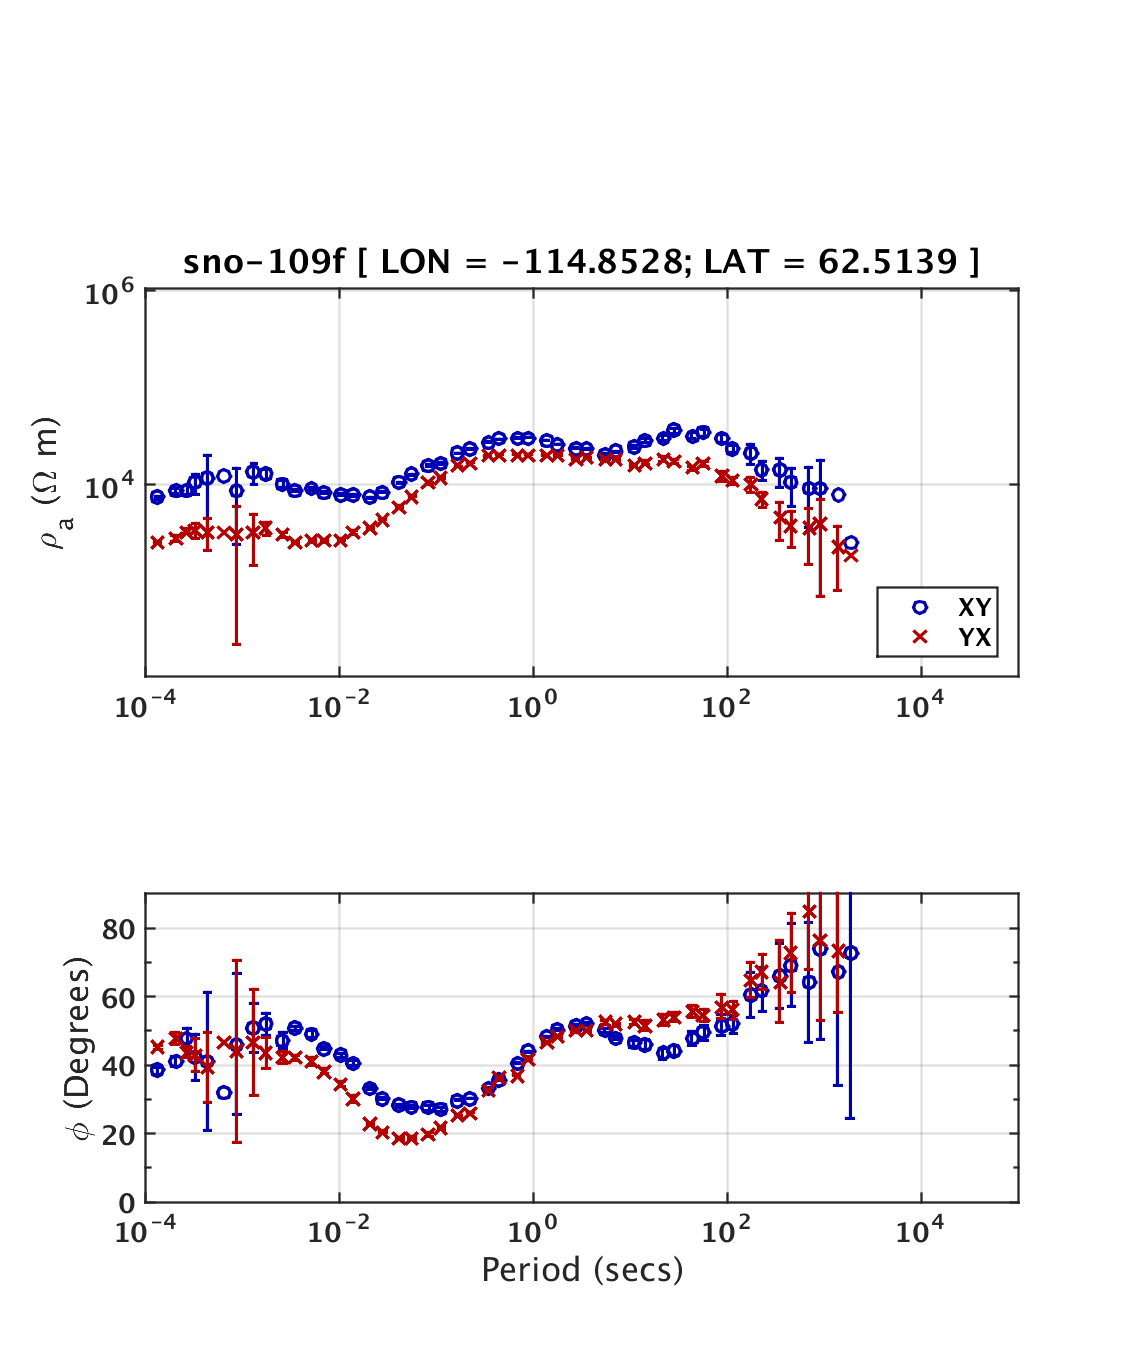 sno-109f [ LON = -114.8528; LAT = 62.5139 ]
10^6
10^4
ρ_a (Ω m)
XY
YX
10^-4 10^-2 10^0 10^2 10^4
80
60
40
20
0
φ (Degrees)
10^-4 10^-2 10^0 10^2 10^4
Period (secs)